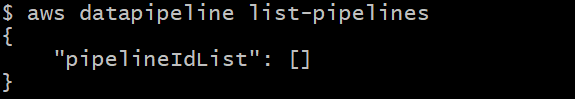 $ aws datapipeline list-pipelines
{
    "pipelineIdList": []
}